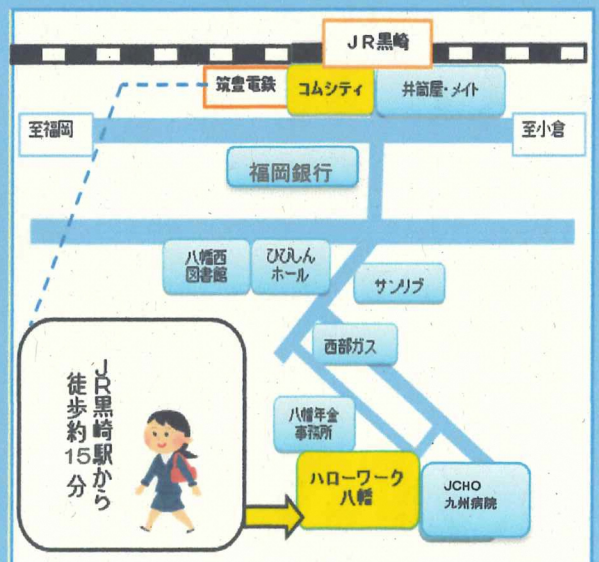 JR黒崎
筑豊電鉄
コムシティ
井筒屋・メイト
至福岡
至小倉
福岡銀行
八幡西
図書館
ひびしん
ホール
サンリブ
西部ガス
八幡年金
事務所
ハローワーク
八幡
JCHO
九州病院
JR黒崎駅から
徒歩約15分